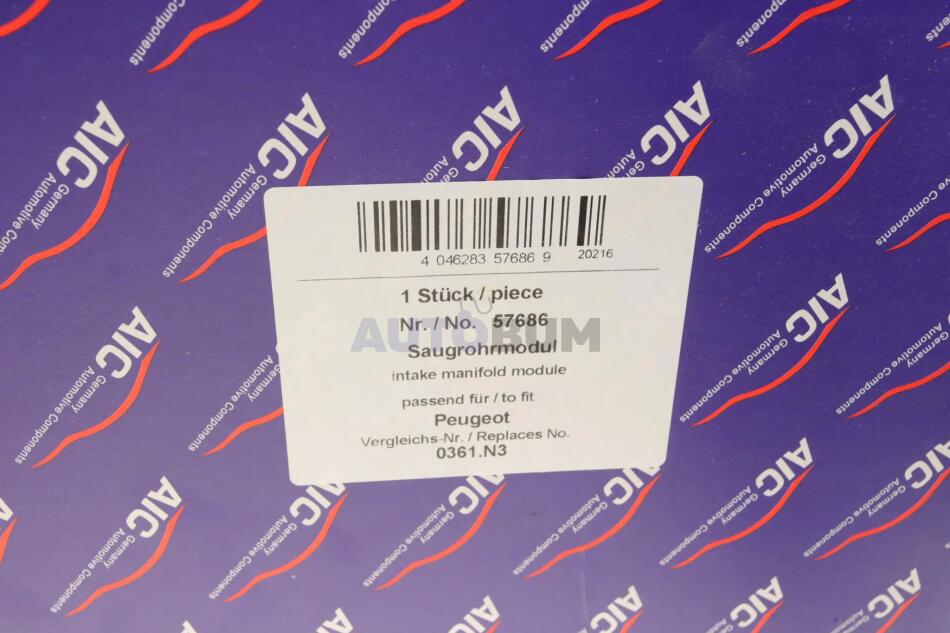 4 046283 57686 9 20216
1 Stück / piece
Nr. / No. 57686
AUTOBUM
Saugrohrmodul
intake manifold module
passend für / to fit
Peugeot
Vergleichs-Nr. / Replaces No.
0361.N3
AIC
Germany
Automotive Components